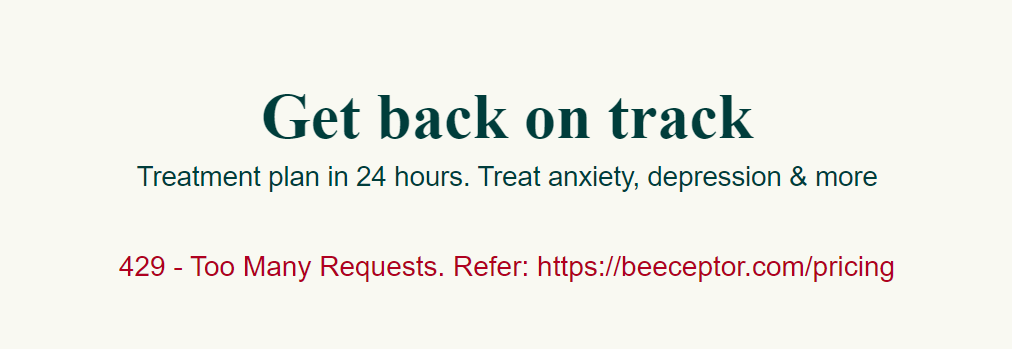 Get back on track
Treatment plan in 24 hours. Treat anxiety, depression & more
429 - Too Many Requests. Refer: https://beeceptor.com/pricing